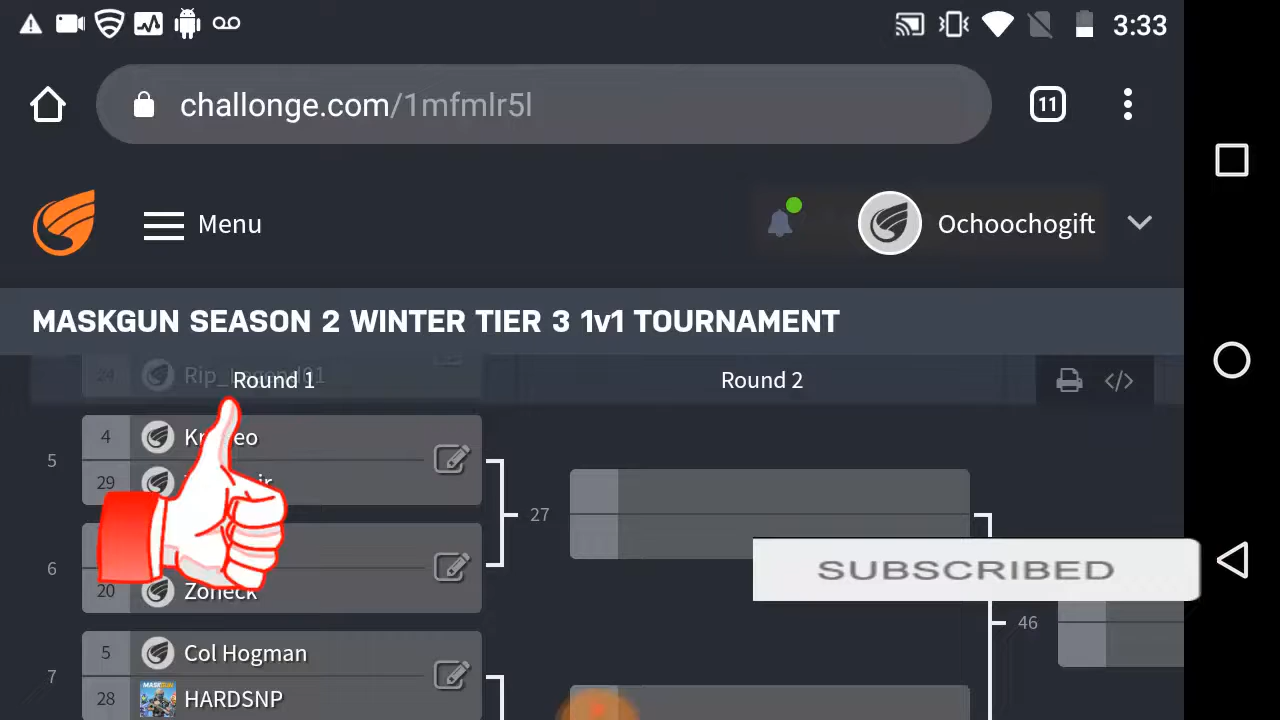 3:33
challonge.com/1mfmlr5l
11
Menu
Ochoochogift
MASKGUN SEASON 2 WINTER TIER 3 1v1 TOURNAMENT
24
Round 1
Round 2
</>
4
5
29
27
6
20 Zoneck
SUBSCRIBED
46
5 Col Hogman
7
28 HARDSNP